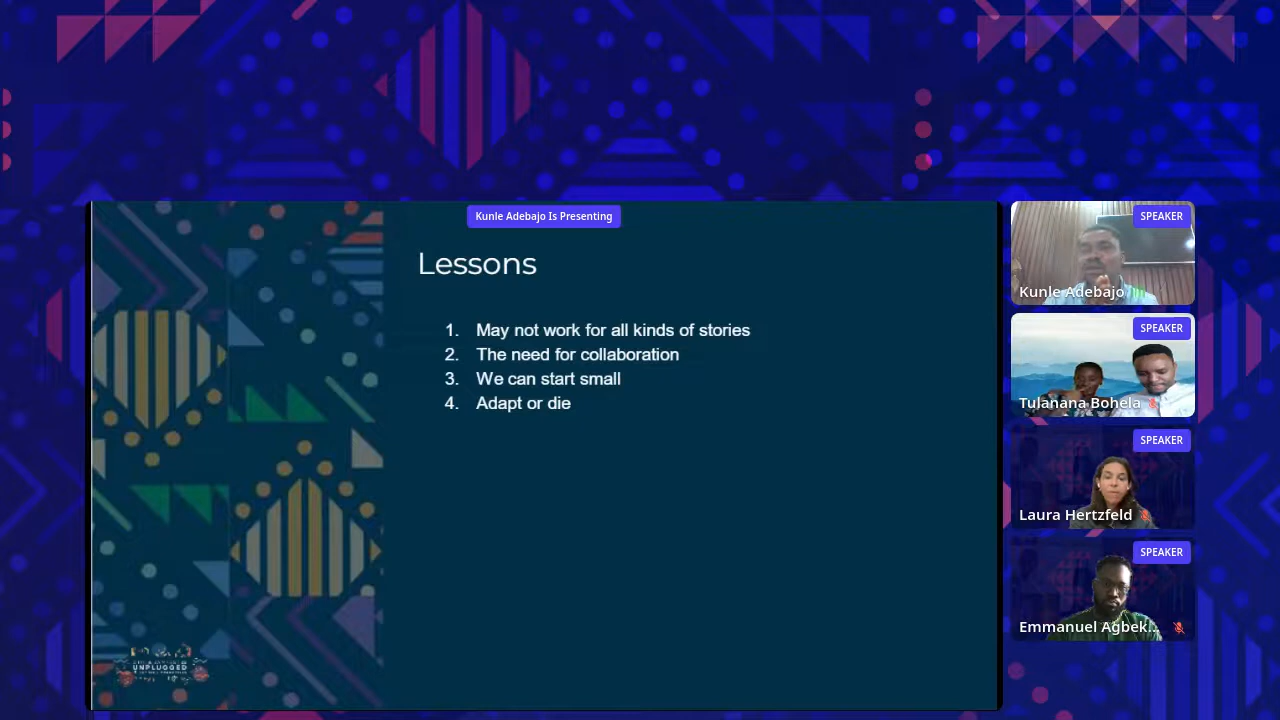 Kunle Adebajo Is Presenting
Lessons
1. May not work for all kinds of stories
2. The need for collaboration
3. We can start small
4. Adapt or die
UNPLUGGED
SPEAKER
Kunle Adebajo
SPEAKER
Tulanana Bohela
SPEAKER
Laura Hertzfeld
SPEAKER
Emmanuel Agbek...